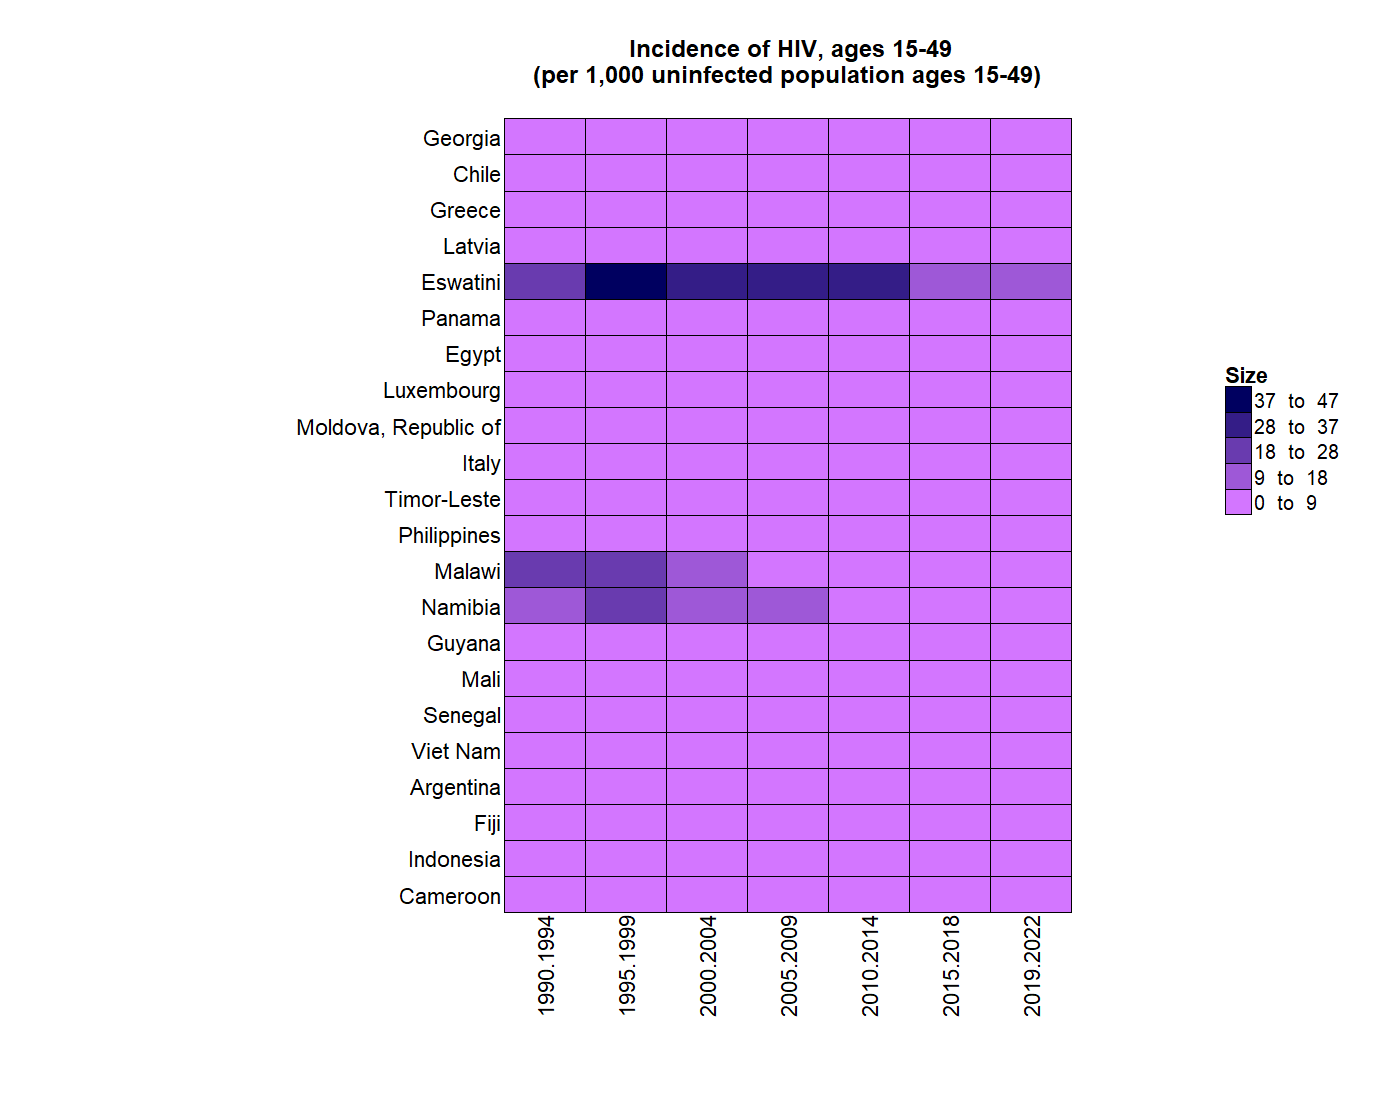 Incidence of HIV, ages 15-49
(per 1,000 uninfected population ages 15-49)
Georgia
Chile
Greece
Latvia
Eswatini
Panama
Egypt
Luxembourg
Moldova, Republic of
Italy
Timor-Leste
Philippines
Malawi
Namibia
Guyana
Mali
Senegal
Viet Nam
Argentina
Fiji
Indonesia
Cameroon
1990.1994
1995.1999
2000.2004
2005.2009
2010.2014
2015.2018
2019.2022
Size
37 to 47
28 to 37
18 to 28
9 to 18
0 to 9